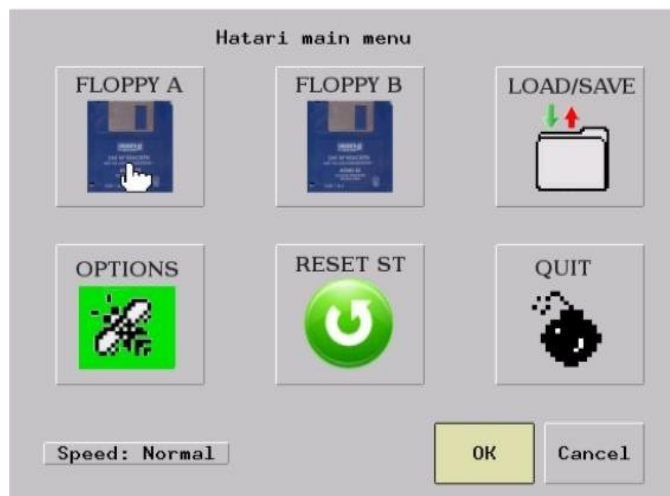 Hatari main menu
FLOPPY A
FLOPPY B
LOAD/SAVE
OPTIONS
RESET ST
QUIT
Speed: Normal
OK
Cancel